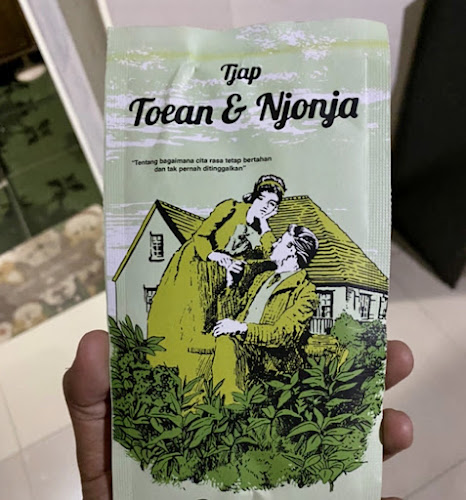 Tjap
Toean & Njonja
"Tentang bagaimana cita rasa tetap bertahan
dan tak pernah ditinggalkan"